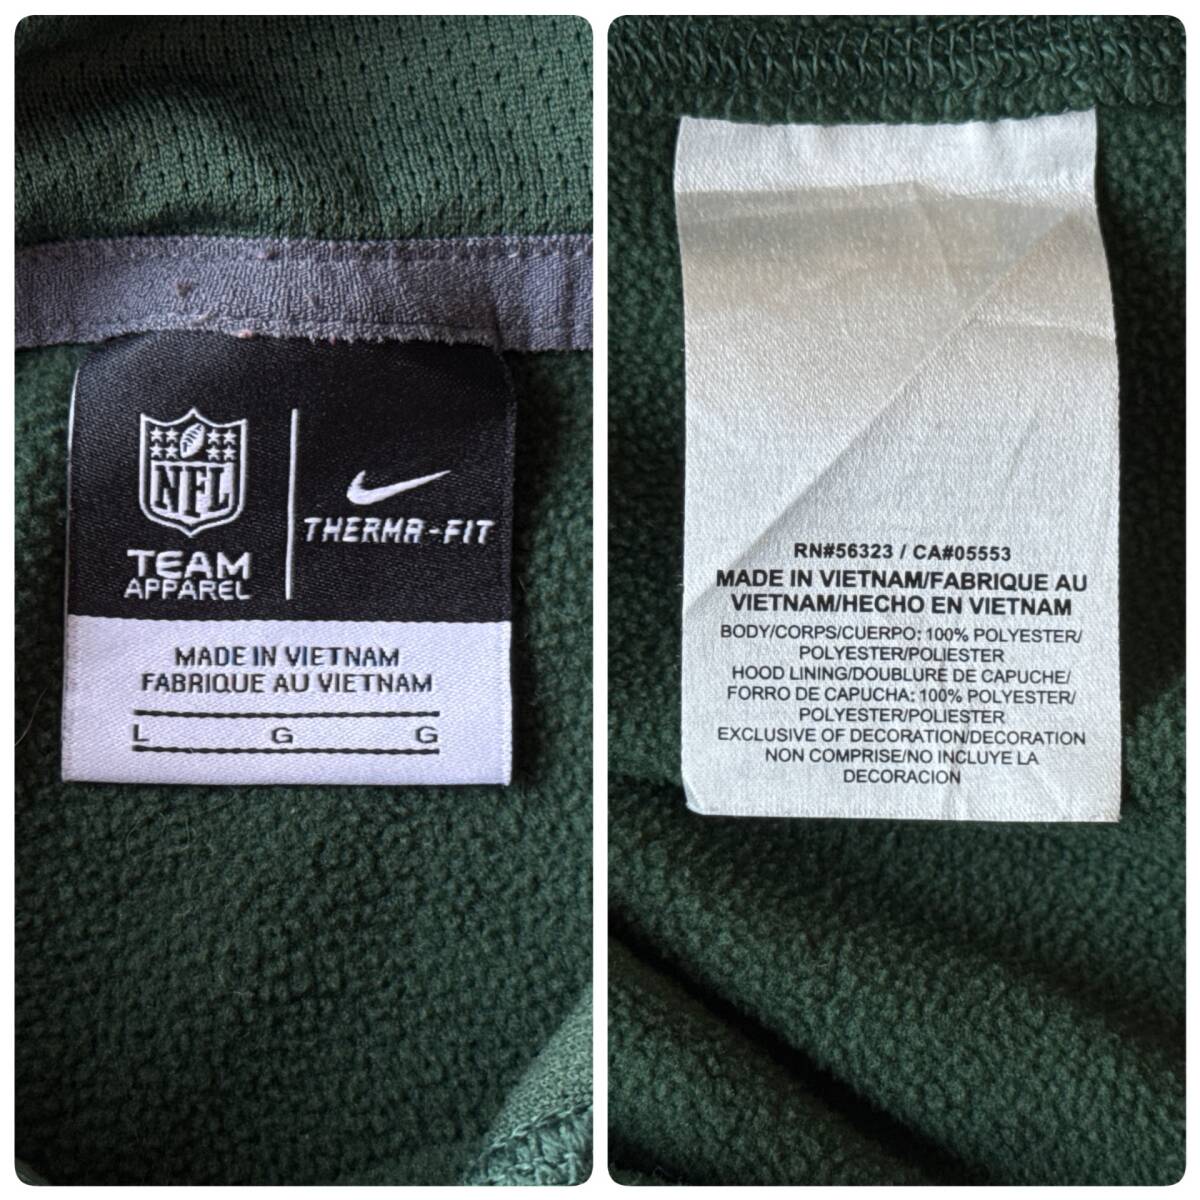 NFL
TEAM
APPAREL
THERMA-FIT
MADE IN VIETNAM
FABRIQUE AU VIETNAM
L G G
RN#56323 / CA#05553
MADE IN VIETNAM/FABRIQUE AU
VIETNAM/HECHO EN VIETNAM
BODY/CORPS/CUERPO: 100% POLYESTER/
POLYESTER/POLIESTER
HOOD LINING/DOUBLURE DE CAPUCHE/
FORRO DE CAPUCHA: 100% POLYESTER/
POLYESTER/POLIESTER
EXCLUSIVE OF DECORATION/DECORATION
NON COMPRISE/NO INCLUYE LA
DECORACION